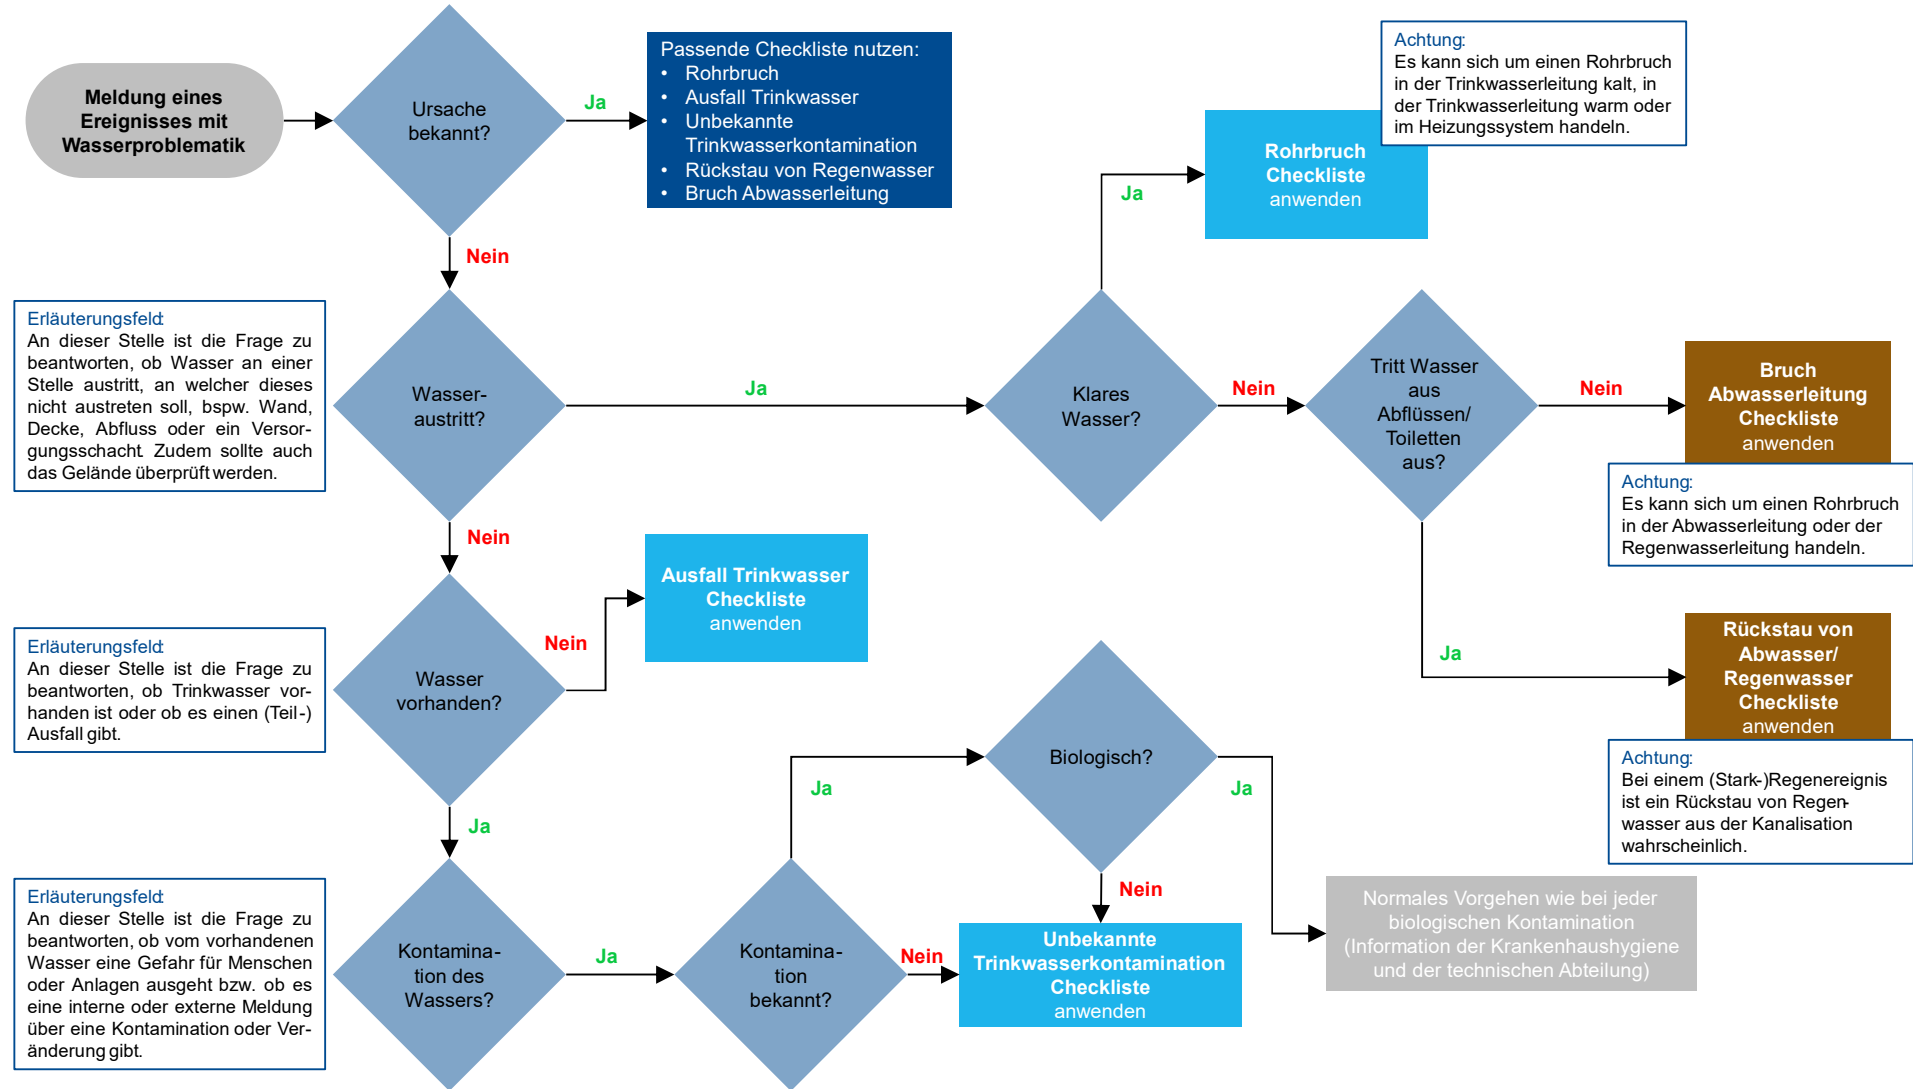 Meldung eines
Ereignisses mit
Wasserproblematik
Ursache
bekannt?
Ja
Passende Checkliste nutzen:
• Rohrbruch
• Ausfall Trinkwasser
• Unbekannte
Trinkwasserkontamination
• Rückstau von Regenwasser
• Bruch Abwasserleitung
Nein
Achtung:
Es kann sich um einen Rohrbruch
in der Trinkwasserleitung kalt, in
der Trinkwasserleitung warm oder
im Heizungssystem handeln.
Rohrbruch
Checkliste
anwenden
Ja
Erläuterungsfeld:
An dieser Stelle ist die Frage zu
beantworten, ob Wasser an einer
Stelle austritt, an welcher dieses
nicht austreten soll, bspw. Wand,
Decke, Abfluss oder ein Versor-
gungsschacht. Zudem sollte auch
das Gelände überprüft werden.
Wasser-
austritt?
Ja
Klares
Wasser?
Nein
Tritt Wasser
aus
Abflüssen/
Toiletten
aus?
Nein
Bruch
Abwasserleitung
Checkliste
anwenden
Achtung:
Es kann sich um einen Rohrbruch
in der Abwasserleitung oder der
Regenwasserleitung handeln.
Nein
Ausfall Trinkwasser
Checkliste
anwenden
Nein
Erläuterungsfeld:
An dieser Stelle ist die Frage zu
beantworten, ob Trinkwasser vor-
handen ist oder ob es einen (Teil-)
Ausfall gibt.
Wasser
vorhanden?
Ja
Rückstau von
Abwasser/
Regenwasser
Checkliste
anwenden
Achtung:
Bei einem (Stark-)Regenereignis
ist ein Rückstau von Regen-
wasser aus der Kanalisation
wahrscheinlich.
Ja
Biologisch?
Ja
Ja
Nein
Erläuterungsfeld:
An dieser Stelle ist die Frage zu
beantworten, ob vom vorhandenen
Wasser eine Gefahr für Menschen
oder Anlagen ausgeht bzw. ob es
eine interne oder externe Meldung
über eine Kontamination oder Ver-
änderung gibt.
Kontamina-
tion des
Wassers?
Ja
Kontamina-
tion
bekannt?
Nein
Unbekannte
Trinkwasserkontamination
Checkliste
anwenden
Normales Vorgehen wie bei jeder
biologischen Kontamination
(Information der Krankenhaushygiene
und der technischen Abteilung)